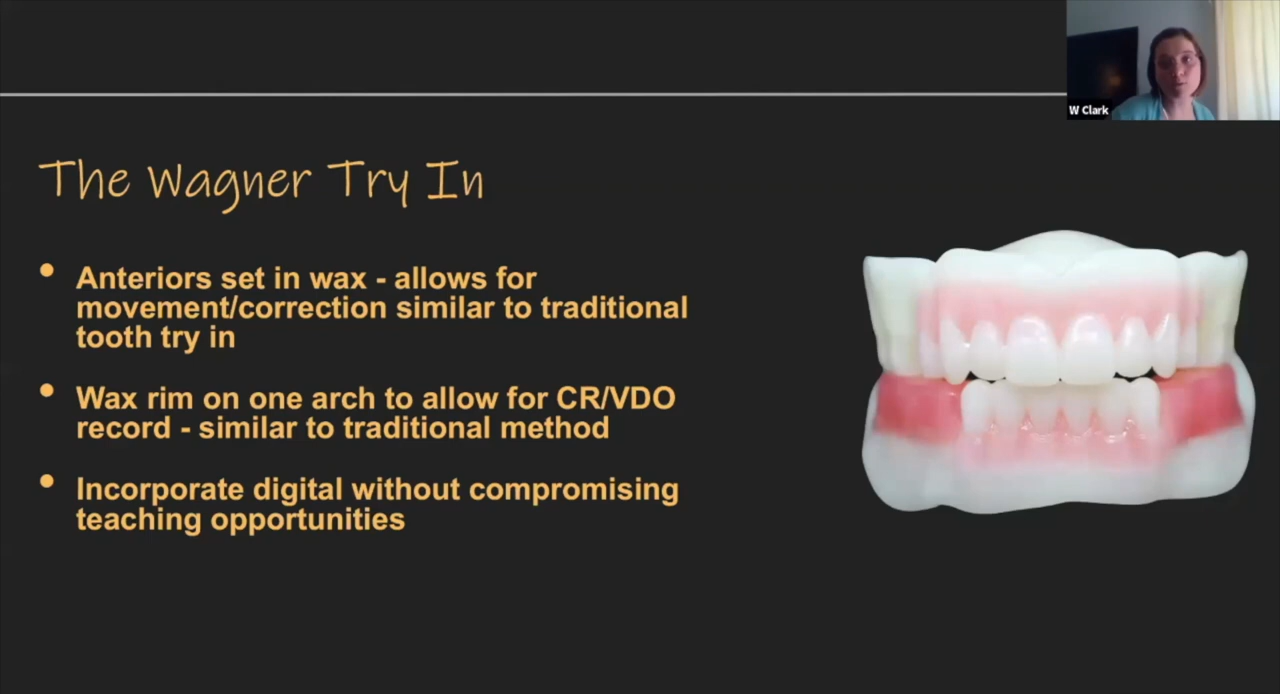 W Clark
The Wagner Try In
• Anteriors set in wax - allows for
movement/correction similar to traditional
tooth try in
• Wax rim on one arch to allow for CR/VDO
record - similar to traditional method
• Incorporate digital without compromising
teaching opportunities